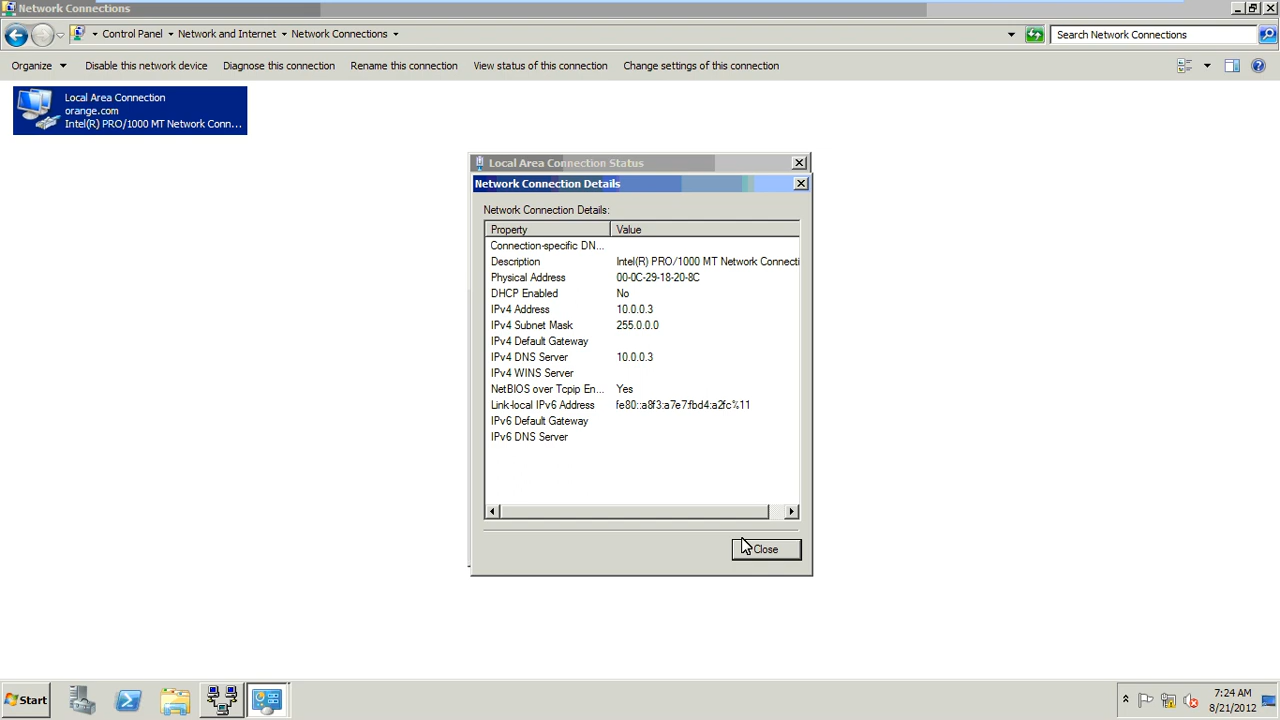 Network Connections
Control Panel Network and Internet Network Connections Search Network Connections
Organize Disable this network device Diagnose this connection Rename this connection View status of this connection Change settings of this connection
Local Area Connection
orange.com
Intel(R) PRO/1000 MT Network Conn...
Local Area Connection Status
Network Connection Details
Network Connection Details:
Property Value
Connection-specific DN...
Description Intel(R) PRO/1000 MT Network Connecti
Physical Address 00-0C-29-18-20-8C
DHCP Enabled No
IPv4 Address 10.0.0.3
IPv4 Subnet Mask 255.0.0.0
IPv4 Default Gateway
IPv4 DNS Server 10.0.0.3
IPv4 WINS Server
NetBIOS over Tcpip En... Yes
Link-local IPv6 Address fe80::a8f3:a7e7:fbd4:a2fc%11
IPv6 Default Gateway
IPv6 DNS Server
Close
Start 7:24 AM
8/21/2012